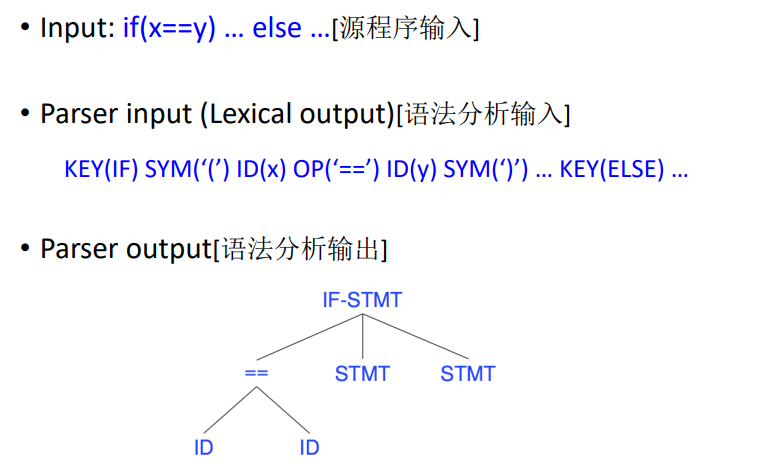 • Input: if(x==y) … else …[源程序输入]
• Parser input (Lexical output)[语法分析输入]
KEY(IF) SYM(‘(’) ID(x) OP(‘==’) ID(y) SYM(‘)’) … KEY(ELSE) …
• Parser output[语法分析输出]
IF-STMT
== STMT STMT
ID ID